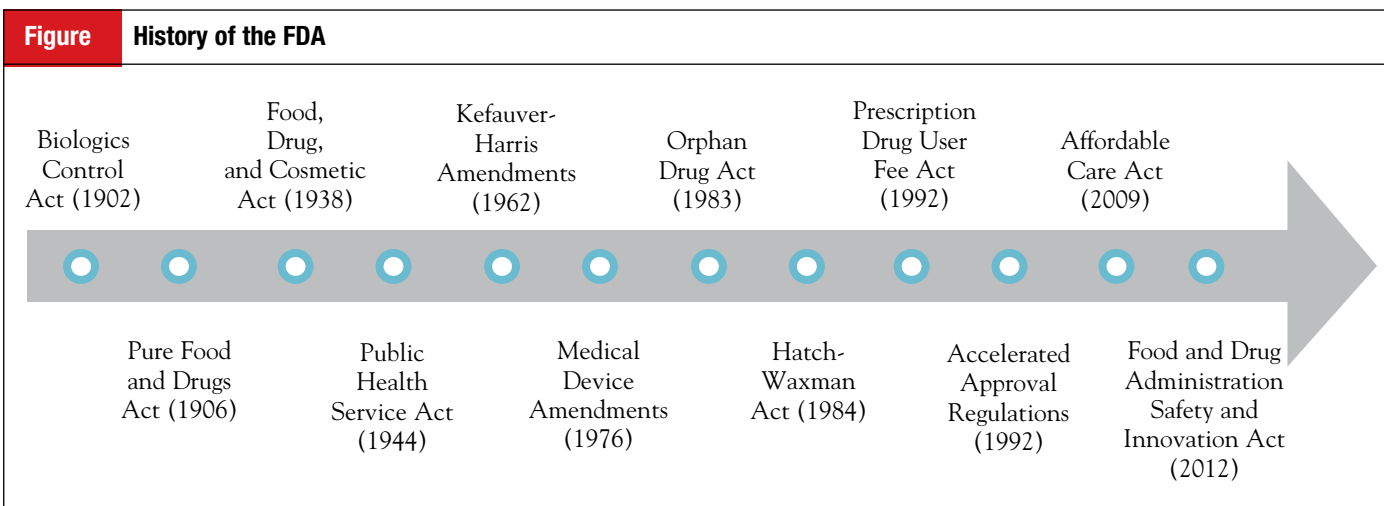 Figure History of the FDA
Biologics
Control
Act (1902)
Pure Food
and Drugs
Act (1906)
Food,
Drug,
and Cosmetic
Act (1938)
Public
Health
Service Act
(1944)
Kefauver-
Harris
Amendments
(1962)
Medical
Device
Amendments
(1976)
Orphan
Drug Act
(1983)
Hatch-
Waxman
Act (1984)
Prescription
Drug User
Fee Act
(1992)
Accelerated
Approval
Regulations
(1992)
Affordable
Care Act
(2009)
Food and Drug
Administration
Safety and
Innovation Act
(2012)